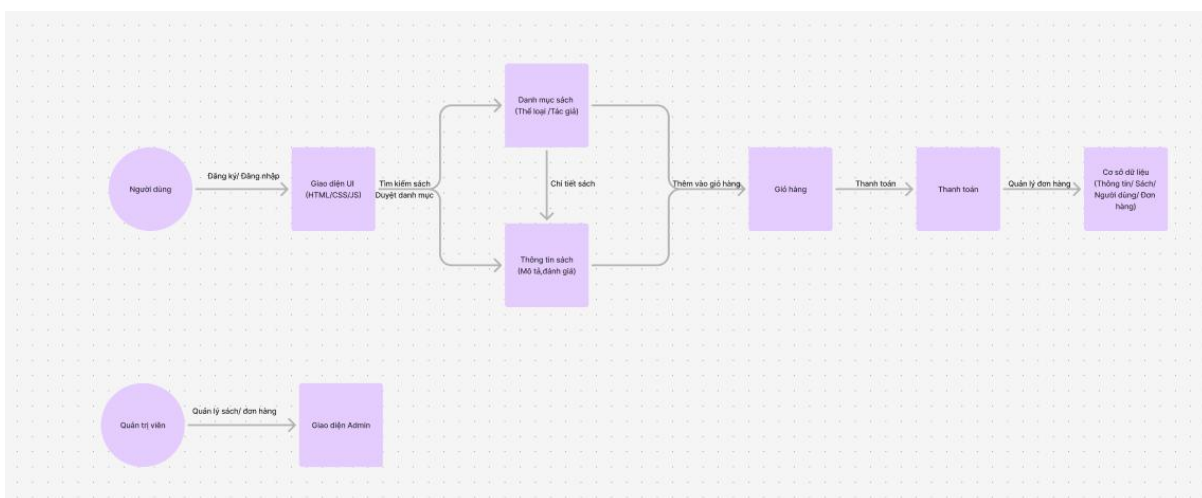 Danh mục sách
(Thể loại /Tác giả)
Người dùng
Đăng ký/ Đăng nhập
Giao diện UI
(HTML/CSS/JS)
Tìm kiếm sách
Duyệt danh mục
Chi tiết sách
Thêm vào giỏ hàng
Giỏ hàng
Thanh toán
Thanh toán
Quản lý đơn hàng
Cơ sở dữ liệu
(Thông tin/ Sách/
Người dùng/ Đơn
hàng)
Thông tin sách
(Mô tả,đánh giá)
Quản trị viên
Quản lý sách/ đơn hàng
Giao diện Admin